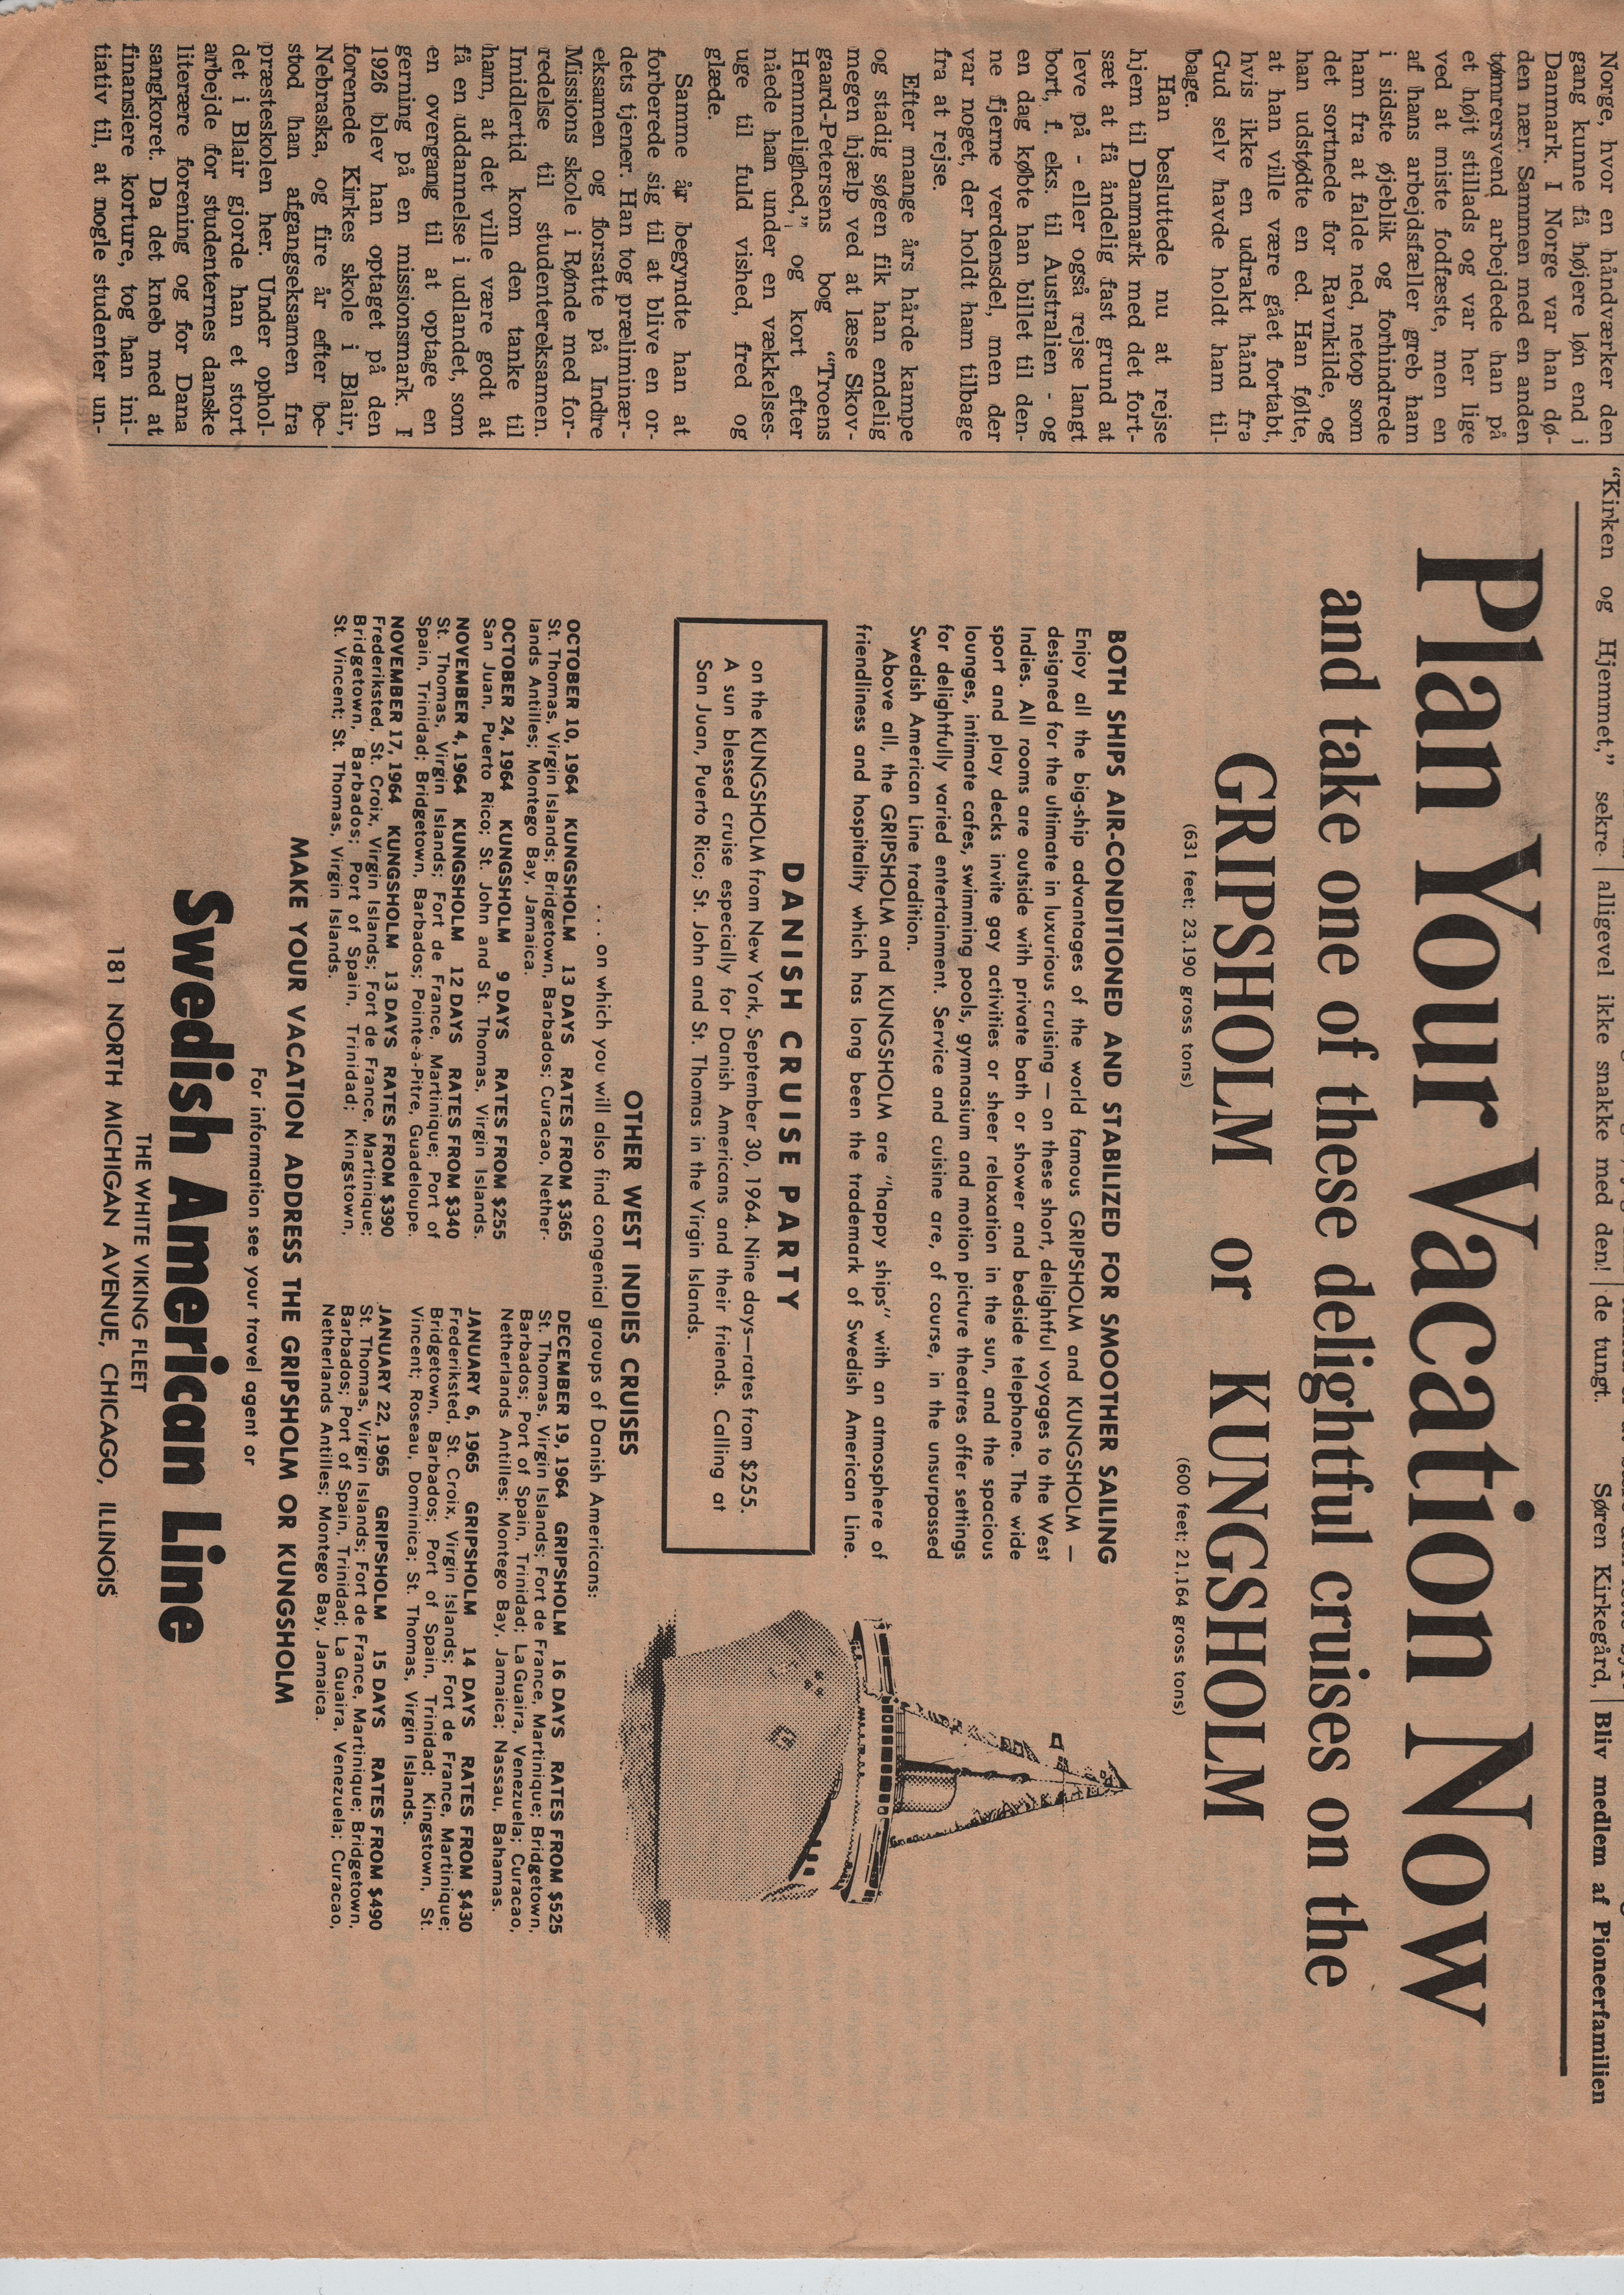 Norge, hvor en håndværker den
gang kunne få højere løn end i
Danmark. I Norge var han dø-
den nær. Sammen med en anden
tømrersvend arbejdede han på
et højt stillads og var her lige
ved at miste fodfæste, men en
af hans arbejdsfæller greb ham
i sidste øjeblik og forhindrede
ham fra at falde ned, netop som
det sortnede for Ravnkilde, og
han udstødte en ed. Han følte,
at han ville være gået fortabt,
hvis ikke en udrakt hånd fra
Gud selv havde holdt ham til-
bage.
Han besluttede nu at rejse
hjem til Danmark med det fort-
sæt at få åndelig fast grund at
leve på - eller også rejse langt
bort, f. eks. til Australien - og
en dag købte han billet til den-
ne fjerne verdensdel, men der
var noget, der holdt ham tilbage
fra at rejse.
Efter mange års hårde kampe
og stadig søgen fik han endelig
megen hjælp ved at læse Skov-
gaard-Petersens bog "Troens
Hemmelighed," og kort efter
nåede han under en vækkelses-
uge til fuld vished, fred og
glæde.
Samme år begyndte han at
forberede sig til at blive en or-
dets tjener. Han tog præliminær-
eksamen og florsatte på Indre
Missions skole i Rønde med for-
redelse til studentereksamen.
Imidlertid kom den tanke til
ham, at det ville være godt at
få en uddannelse i udlandet, som
en overgang til at optage en
gerning på en missionsmark. I
1926 blev han optaget på den
forenede Kirkes skole i Blair,
Nebraska, og fire år efter be-
stod han afgangseksamen fra
præsteskolen her. Under ophol-
det i Blair gjorde han et stort
arbejde for studenternes danske
literære forening og for Dana
sangkoret. Da det kneb med at
finansiere korture, tog han ini-
tiativ til, at nogle studenter un-
"Kirken og Hjemmet," sekre-
alligevel ikke snakke med den!
de tungt.
Søren Kirkegård,
Bliv medlem af Pioneerfamilien
Plan Your Vacation Now
and take one of these delightful cruises on the
GRIPSHOLM or KUNGSHOLM
(631 feet; 23,190 gross tons) (600 feet; 21,164 gross tons)
BOTH SHIPS AIR-CONDITIONED AND STABILIZED FOR SMOOTHER SAILING
Enjoy all the big-ship advantages of the world famous GRIPSHOLM and KUNGSHOLM —
designed for the ultimate in luxurious cruising — on these short, delightful voyages to the West
Indies. All rooms are outside with private bath or shower and bedside telephone. The wide
sport and play decks invite gay activities or sheer reloxation in the sun, and the spacious
lounges, intimate cafes, swimming pools, gymnasium and motion picture theatres offer settings
for delightfully varied entertainment. Service and cuisine are, of course, in the unsurpassed
Swedish American Line tradition.
Above all, the GRIPSHOLM and KUNGSHOLM are "happy ships" with an atmosphere of
friendliness and hospitality which has long been the trademark of Swedish American Line.
DANISH CRUISE PARTY
on the KUNGSHOLM from New York, September 30, 1964. Nine days—rates from $255.
A sun blessed cruise especially for Danish Americans and their friends. Calling at
San Juan, Puerto Rico; St. John and St. Thomas in the Virgin Islands.
OTHER WEST INDIES CRUISES
. . . on which you will also find congenial groups of Danish Americans:
OCTOBER 10, 1964 KUNGSHOLM 13 DAYS RATES FROM $365
St. Thomas, Virgin Islands; Bridgetown, Barbados; Curacao, Nether-
lands Antilles; Montego Bay, Jamaica.
OCTOBER 24, 1964 KUNGSHOLM 9 DAYS RATES FROM $255
San Juan, Puerto Rico; St. John and St. Thomas, Virgin Islands.
NOVEMBER 4, 1964 KUNGSHOLM 12 DAYS RATES FROM $340
St. Thomas, Virgin Islands; Fort de France, Martinique; Port of
Spain, Trinidad; Bridgetown, Barbados; Pointe-à-Pitre, Guadeloupe.
NOVEMBER 17, 1964 KUNGSHOLM 13 DAYS RATES FROM $390
Frederiksted, St. Croix, Virgin Islands; Fort de France, Martinique;
Bridgetown, Barbados; Port of Spain, Trinidad; Kingstown,
St. Vincent; St. Thomas, Virgin Islands.
DECEMBER 19, 1964 GRIPSHOLM 16 DAYS RATES FROM $525
St. Thomas, Virgin Islands; Fort de France, Martinique; Bridgetown,
Barbados; Port of Spain, Trinidad; La Guaira, Venezuela; Curacao,
Netherlands Antilles; Montego Bay, Jamaica; Nassau, Bahamas.
JANUARY 6, 1965 GRIPSHOLM 14 DAYS RATES FROM $430
Frederiksted, St. Croix, Virgin Islands; Fort de France, Martinique;
Bridgetown, Barbados; Port of Spain, Trinidad; Kingstown, St.
Vincent; Roseau, Dominica; St. Thomas, Virgin Islands.
JANUARY 22, 1965 GRIPSHOLM 15 DAYS RATES FROM $490
St. Thomas, Virgin Islands; Fort de France, Martinique; Bridgetown,
Barbados; Port of Spain, Trinidad; La Guaira, Venezuela; Curacao,
Netherlands Antilles; Montego Bay, Jamaica.
MAKE YOUR VACATION ADDRESS THE GRIPSHOLM OR KUNGSHOLM
For information see your travel agent or
Swedish American Line
THE WHITE VIKING FLEET
181 NORTH MICHIGAN AVENUE, CHICAGO, ILLINOIS